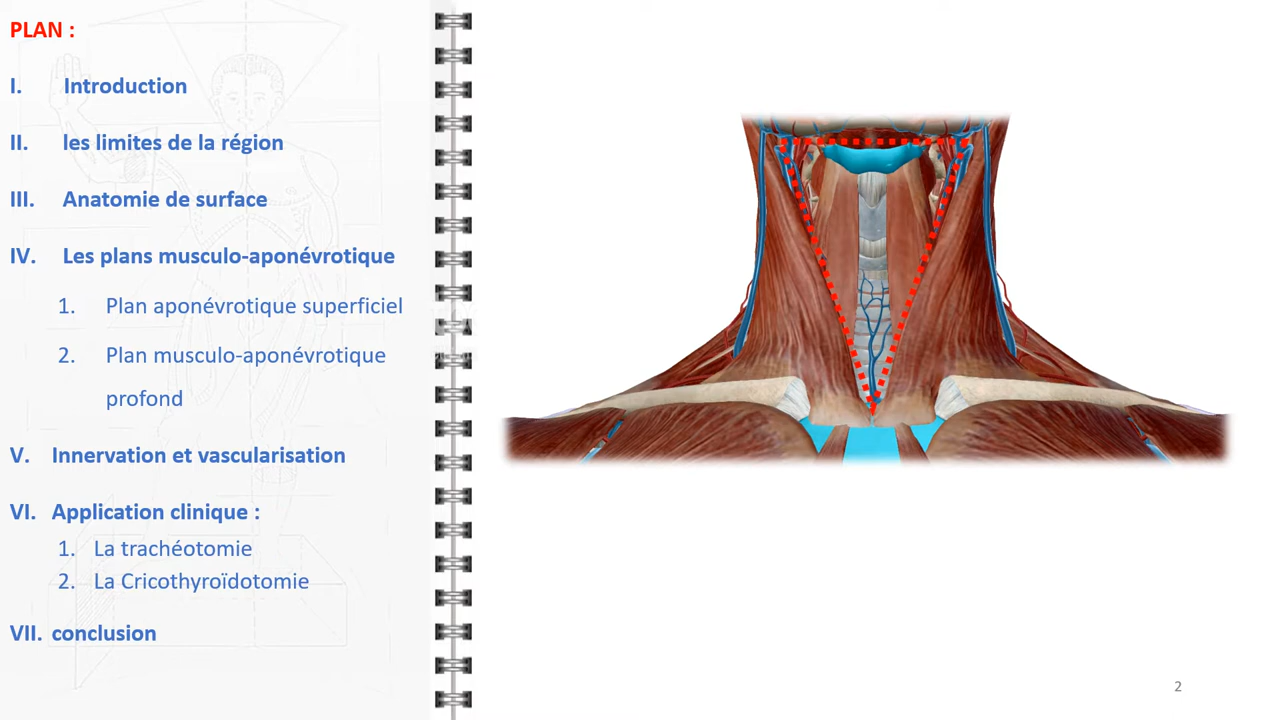 PLAN :
I. Introduction
II. les limites de la région
III. Anatomie de surface
IV. Les plans musculo-aponévrotique
1. Plan aponévrotique superficiel
2. Plan musculo-aponévrotique
profond
V. Innervation et vascularisation
VI. Application clinique :
1. La trachéotomie
2. La Cricothyroïdotomie
VII. conclusion
2